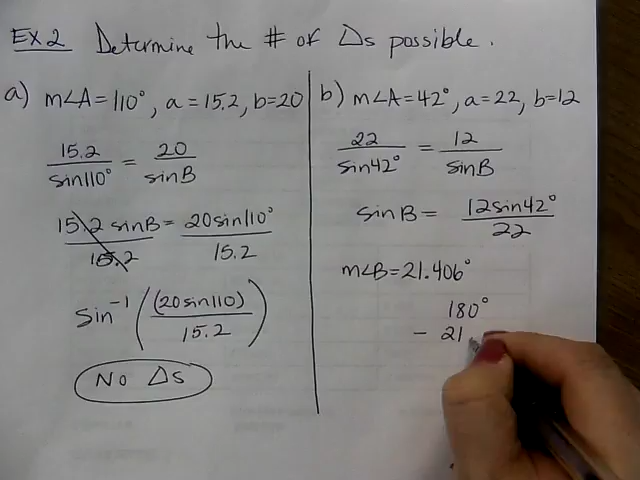 EX 2 Determine the # of Δs possible.
a) m∠A = 110°, a = 15.2, b = 20
15.2 / sin110° = 20 / sinB
15.2 sinB / 15.2 = 20sin110° / 15.2
Sin⁻¹ ( (20sin110) / 15.2 )
No Δs
b) m∠A = 42°, a = 22, b = 12
22 / sin42° = 12 / sinB
sinB = 12sin42° / 22
m∠B = 21.406°
180°
- 21